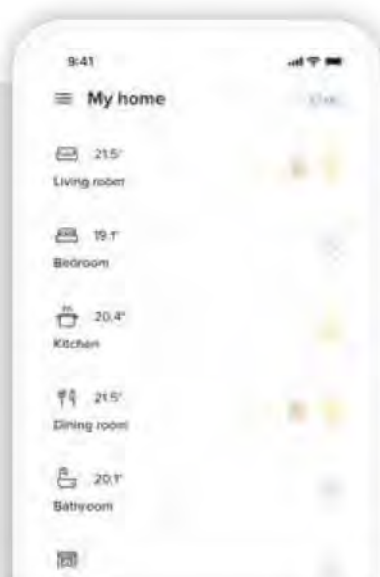 9:41
My home
21.5°
Living room
19.1°
Bedroom
20.4°
Kitchen
21.5°
Dining room
20.1°
Bathroom